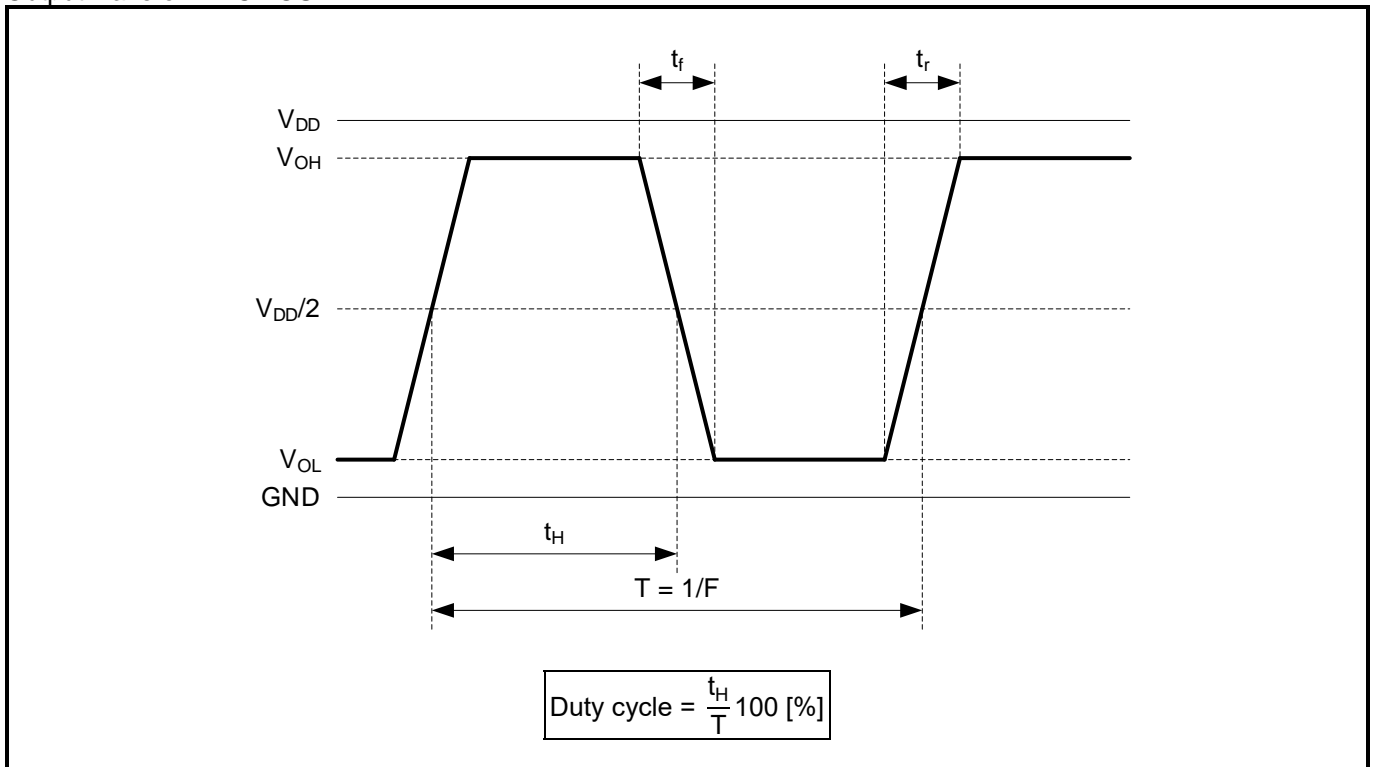 t_f t_r
V_DD
V_OH
V_DD/2
V_OL
GND
t_H
T = 1/F
Duty cycle = t_H/T 100 [%]